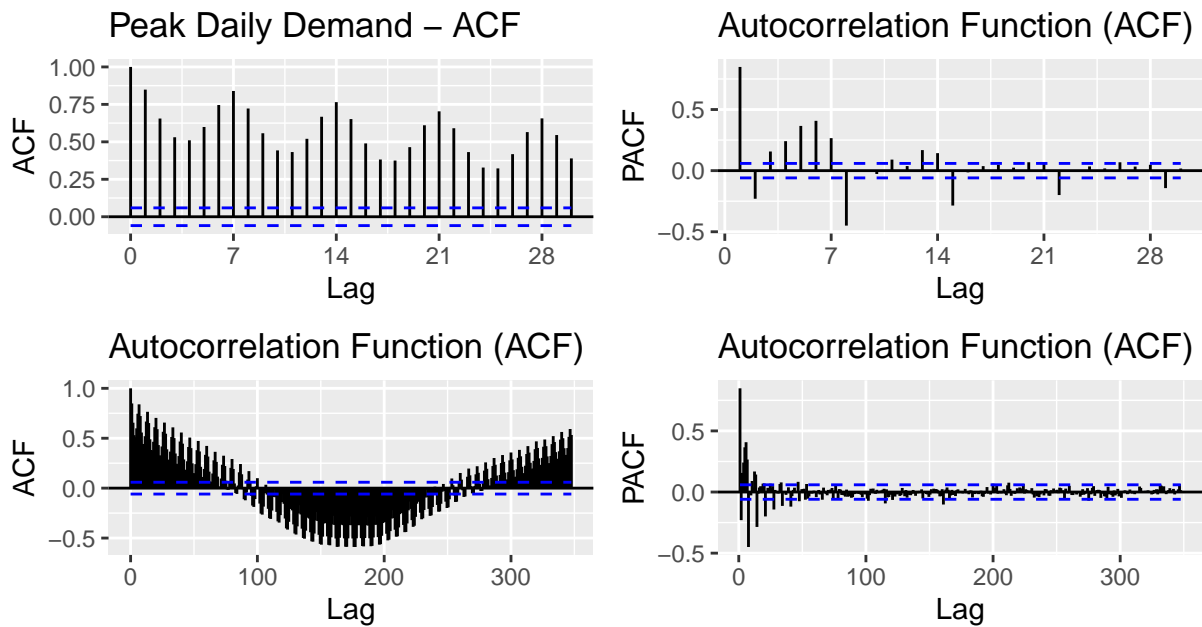 Peak Daily Demand – ACF
1.00
0.75
0.50
0.25
0.00
ACF
0 7 14 21 28
Lag
Autocorrelation Function (ACF)
0.5
0.0
−0.5
PACF
0 7 14 21 28
Lag
Autocorrelation Function (ACF)
1.0
0.5
0.0
−0.5
ACF
0 100 200 300
Lag
Autocorrelation Function (ACF)
0.5
0.0
−0.5
PACF
0 100 200 300
Lag